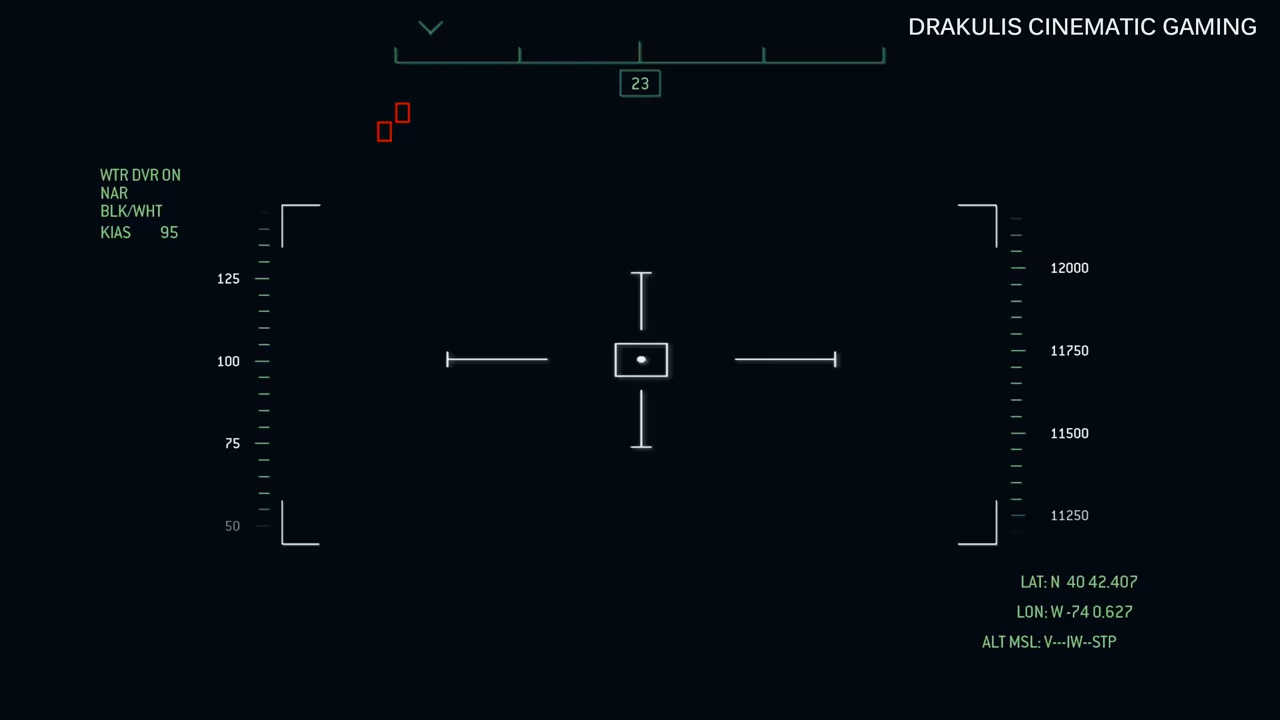 DRAKULIS CINEMATIC GAMING
23
WTR DVR ON
NAR
BLK/WHT
KIAS 95
125
100
75
50
12000
11750
11500
11250
LAT: N 40 42.407
LON: W -74 0.627
ALT MSL: V---IW--STP